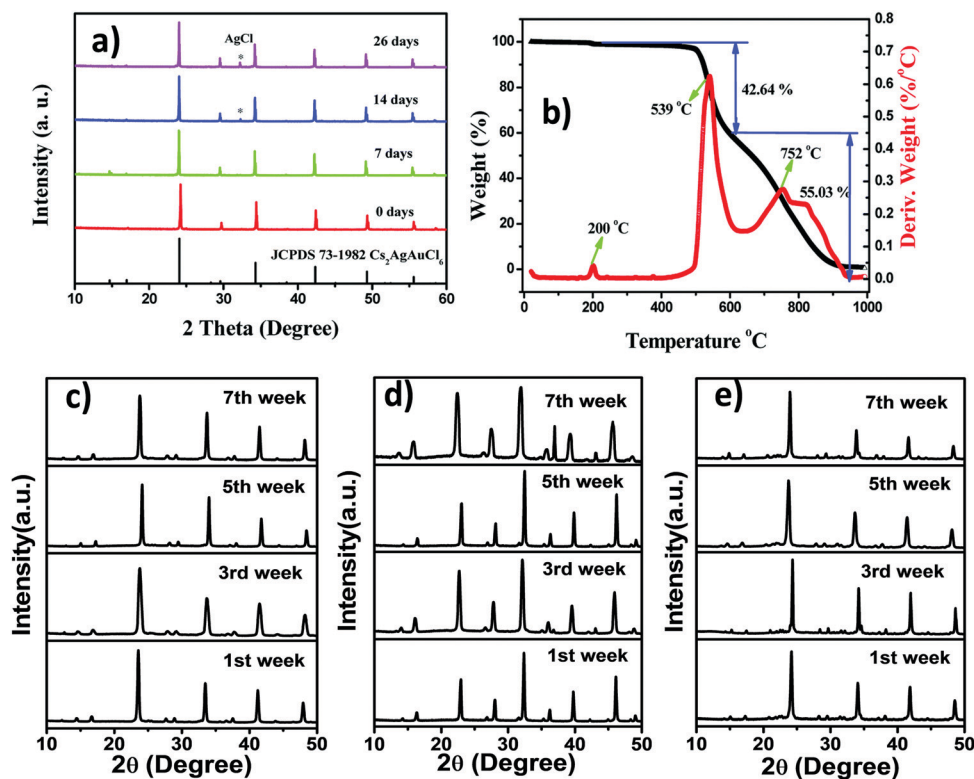 a)
AgCl
26 days
*
14 days
*
7 days
0 days
JCPDS 73-1982 Cs₂AgAuCl₆
Intensity (a. u.)
10 20 30 40 50 60
2 Theta (Degree)
b)
100
80
60
40
20
0
Weight (%)
0.8
0.7
0.6
0.5
0.4
0.3
0.2
0.1
0.0
Deriv. Weight (%/°C)
42.64 %
539 °C
752 °C
55.03 %
200 °C
0 200 400 600 800 1000
Temperature °C
c)
7th week
5th week
3rd week
1st week
Intensity(a.u.)
10 20 30 40 50
2θ (Degree)
d)
7th week
5th week
3rd week
1st week
Intensity(a.u.)
10 20 30 40 50
2θ (Degree)
e)
7th week
5th week
3rd week
1st week
Intensity(a.u.)
10 20 30 40 50
2θ (Degree)